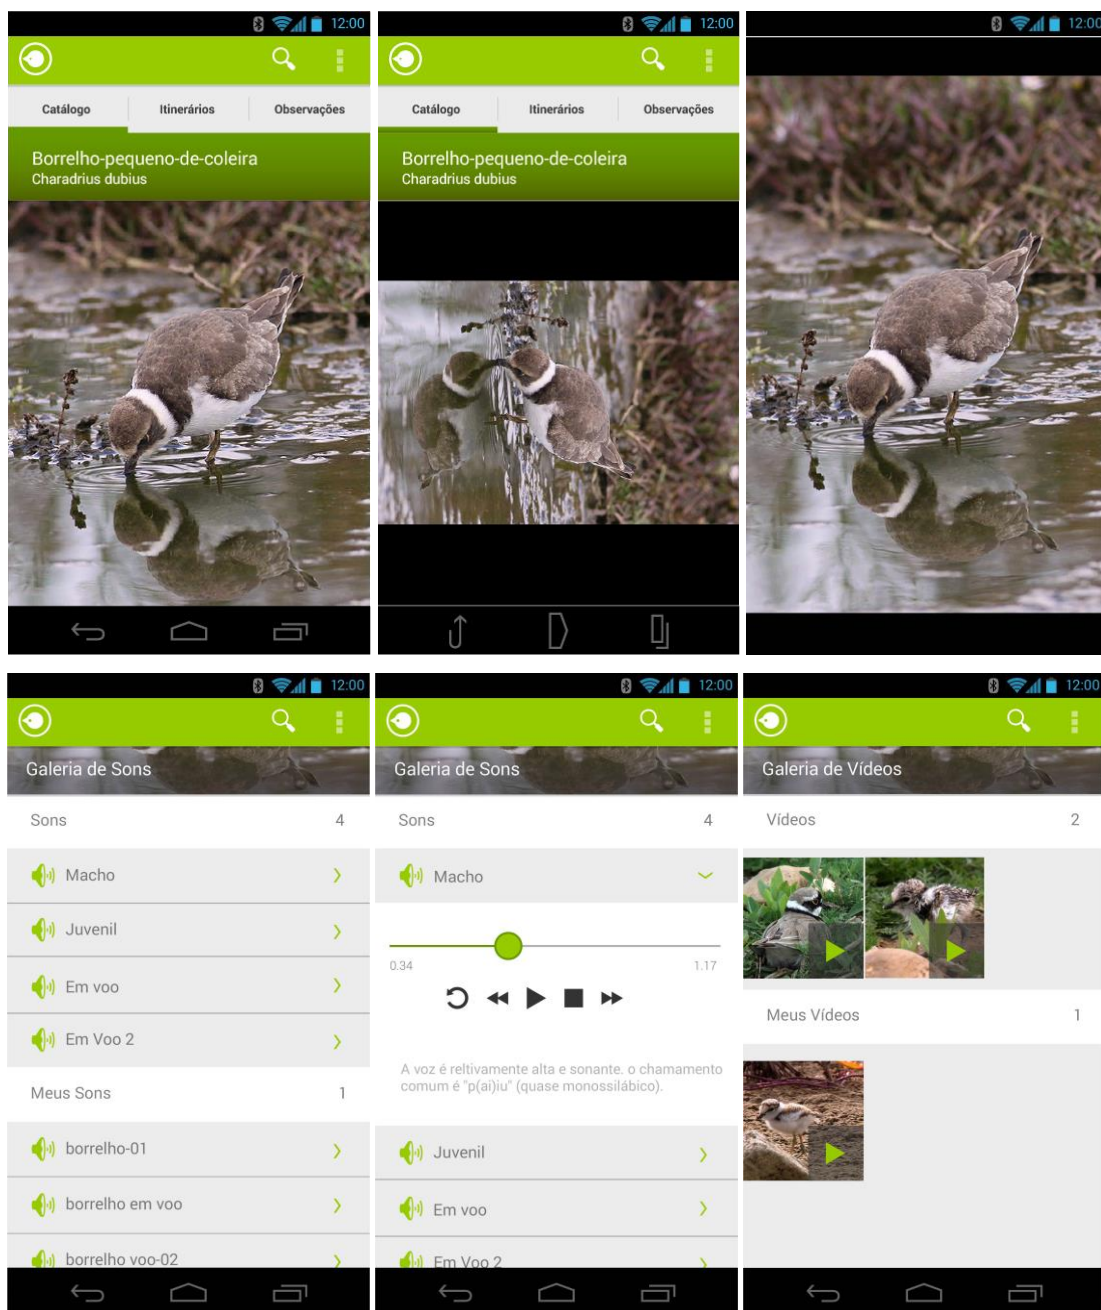 12:00
Catálogo Itinerários Observações
Borrelho-pequeno-de-coleira
Charadrius dubius
12:00
Catálogo Itinerários Observações
Borrelho-pequeno-de-coleira
Charadrius dubius
12:00
12:00
Galeria de Sons
Sons 4
Macho
Juvenil
Em voo
Em Voo 2
Meus Sons 1
borrelho-01
borrelho em voo
borrelho voo-02
12:00
Galeria de Sons
Sons 4
Macho
0.34 1.17
A voz é reltivamente alta e sonante. o chamamento
comum é "p(ai)iu" (quase monossilábico).
Juvenil
Em voo
Em Voo 2
12:00
Galeria de Vídeos
Vídeos 2
Meus Vídeos 1